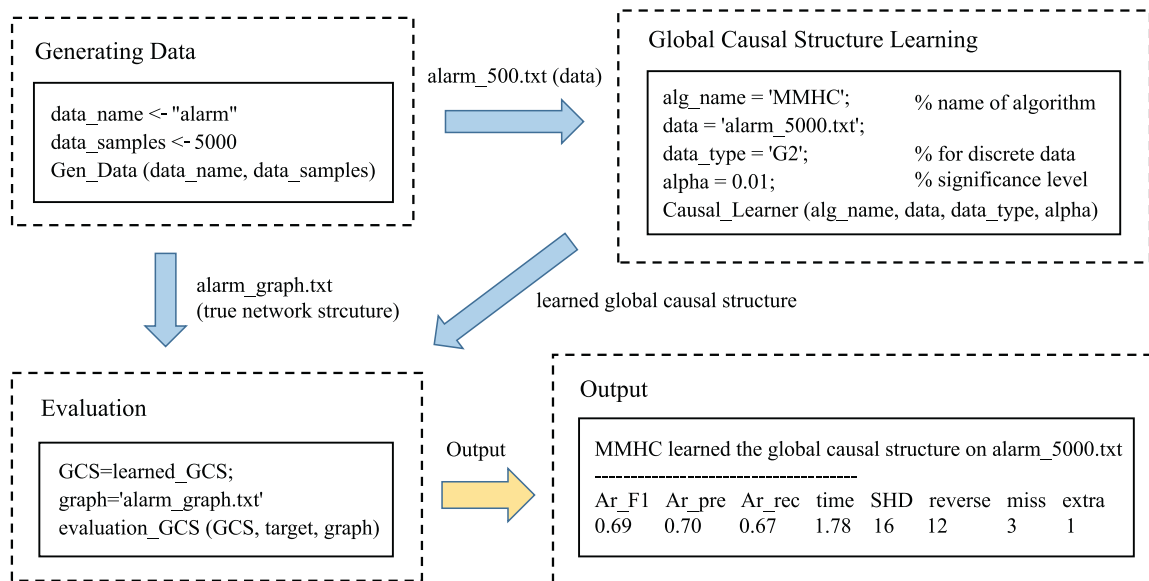 Generating Data
data_name <- "alarm"
data_samples <- 5000
Gen_Data (data_name, data_samples)
alarm_500.txt (data)
Global Causal Structure Learning
alg_name = 'MMHC'; % name of algorithm
data = 'alarm_5000.txt';
data_type = 'G2'; % for discrete data
alpha = 0.01; % significance level
Causal_Learner (alg_name, data, data_type, alpha)
alarm_graph.txt
(true network strcuture)
learned global causal structure
Evaluation
GCS=learned_GCS;
graph='alarm_graph.txt'
evaluation_GCS (GCS, target, graph)
Output
Output
MMHC learned the global causal structure on alarm_5000.txt
--------------------------------------
Ar_F1 Ar_pre Ar_rec time SHD reverse miss extra
0.69 0.70 0.67 1.78 16 12 3 1